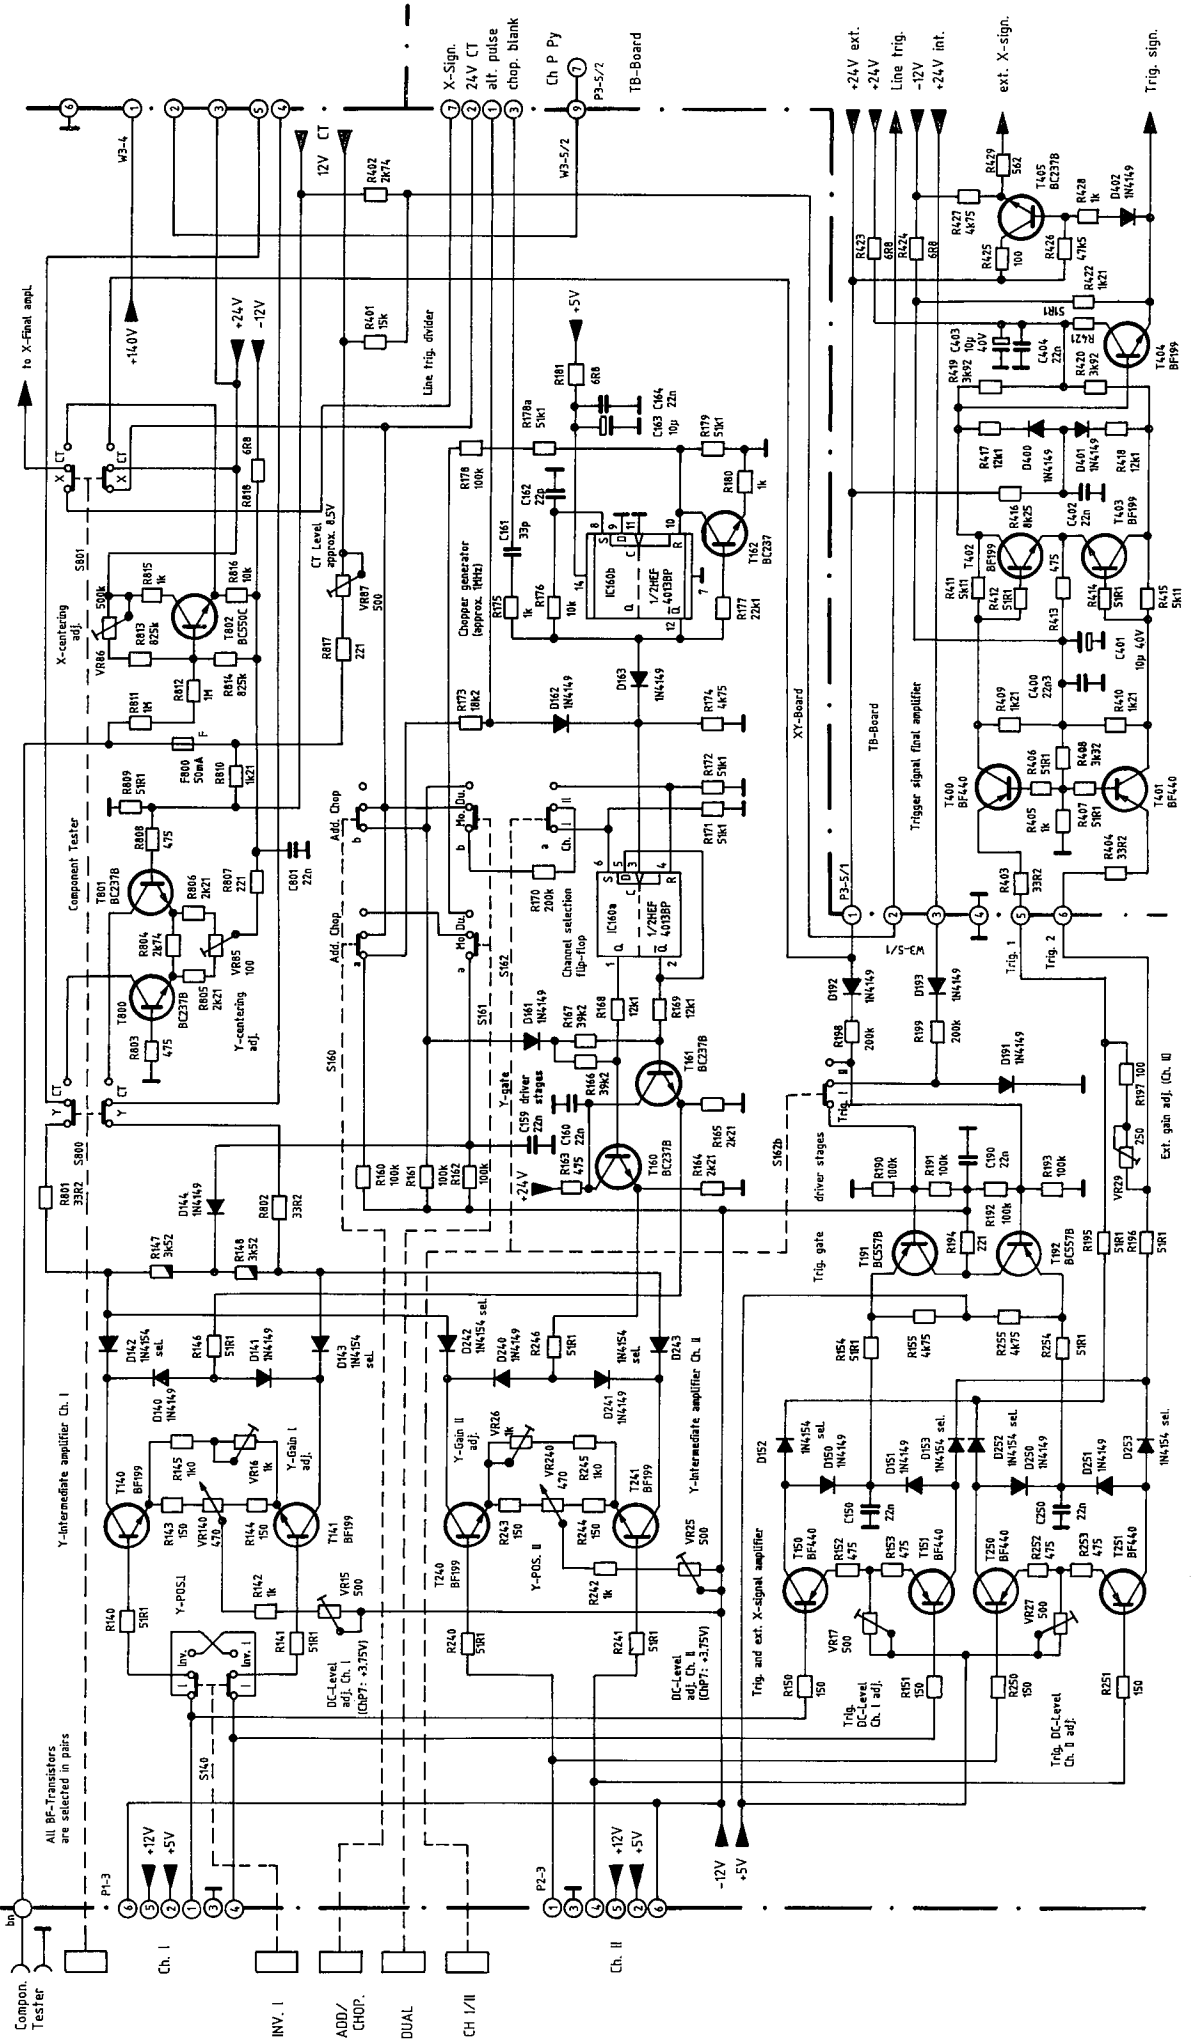 Compon.
Tester
bn
All BF-Transistors
are selected in pairs
P1-3
+12V
+5V
Ch. I
INV. I
ADD/
CHOP.
DUAL
CH I/II
P2-3
+12V
+5V
Ch. II
-12V
+5V
S140
Inv. I
R140
51R1
R141
51R1
Y-POS.I
R142
1k
VR15
500
DC-Level
adj. Ch. I
(ChP7: +3.75V)
Y-Intermediate amplifier Ch. I
T140
BF199
R143
150
VR140
470
R144
150
T141
BF199
R145
1k0
VR16
1k
Y-Gain I
adj.
D142
1N4154
sel.
D140
1N4149
R146
51R1
D141
1N4149
D143
1N4154
sel.
R147
3k52
R148
3k52
D144
1N4149
R801
33R2
R802
33R2
S800
Y
CT
Component Tester
T800
BC237B
R803
475
R804
2k74
R805
2k21
R806
2k21
VR85
100
Y-centering
adj.
T801
BC237B
R807
221
R808
475
R809
51R1
R810
1k21
C801
22n
F800
50mA
F
R811
1M
R812
1M
R813
825k
R814
825k
R815
1k
R816
10k
VR86
500k
X-centering
adj.
T802
BC550C
S801
X
CT
R817
221
VR87
500
CT Level
approx. 8,5V
R818
6R8
to X-Final ampl.
+140V
+24V
-12V
W3-4
12V CT
R401
15k
R402
2k74
Line trig. divider
X-Sign.
24V CT
alt. pulse
chop. blank
Ch P Py
W3-5/2
P3-5/2
TB-Board
R240
51R1
R241
51R1
T240
BF199
Y-POS. II
R242
1k
VR25
500
DC-Level
adj. Ch. II
(ChP7: +3.75V)
R243
150
VR240
470
R244
150
T241
BF199
VR26
1k
Y-Gain II
adj.
R245
1k0
D242
1N4154 sel.
D240
1N4149
R246
51R1
D241
1N4149
1N4154
sel.
D243
Y-Intermediate amplifier Ch. II
S160
S161
S162
S162b
Add. Chop
Add. Chop
Mo. Du.
Mo. Du.
Ch. I II
R160
100k
R161
100k
R162
100k
C159
22n
C160
22n
Y-gate
driver
stages
D161
1N4149
R163
475
+24V
T160
BC237B
R164
2k21
R165
2k21
R166
39k2
R167
39k2
T161
BC237B
R168
12k1
R169
12k1
Channel selection
flip-flop
R170
200k
IC160a
1/2HEF
4013BP
R171
51k1
R172
51k1
R173
18k2
D162
1N4149
D163
1N4149
R174
4k75
Chopper generator
(approx. 1MHz)
R175
1k
C161
33p
R176
10k
C162
22p
R177
22k1
IC160b
1/2HEF
4013BP
T162
BC237
R178
100k
R178a
51k1
R179
51k1
R180
1k
R181
6R8
+5V
C163
10µ
C164
22n
XY-Board
TB-Board
Trig. and ext. X-signal amplifier
R150
150
R151
150
R250
150
R251
150
Trig.
DC-Level
Ch. I adj.
Trig. DC-Level
Ch. II adj.
VR17
500
VR27
500
T150
BF440
R152
475
R153
475
T151
BF440
T250
BF440
R252
475
R253
475
T251
BF440
C150
22n
C250
22n
D152
1N4154 sel.
D150
1N4149
D151
1N4149
D153
1N4154 sel.
D252
1N4154 sel.
D250
1N4149
D251
1N4149
D253
1N4154 sel.
R154
51R1
R155
4k75
R255
4k75
R254
51R1
Trig. gate
driver stages
T191
BC557B
T192
BC557B
R190
100k
R191
100k
R192
100k
R193
100k
R194
221
C190
22n
R195
51R1
R196
51R1
VR29
250
R197
100
Ext. gain adj. (Ch. II)
Trig. I II
R198
200k
R199
200k
D191
1N4149
D192
1N4149
D193
1N4149
P3-5/1
W3-5/1
Trig. 1
Trig. 2
Trigger signal final amplifier
R403
33R2
R404
33R2
T400
BF440
T401
BF440
R405
1k
R406
51R1
R407
51R1
R408
3k32
R409
1k21
R410
1k21
C400
22n3
C401
10µ 40V
R411
5k11
R412
51R1
R413
475
R414
51R1
R415
5k11
T402
BF199
T403
BF199
R416
8k25
C402
22n
R417
12k1
D400
1N4149
D401
1N4149
R418
12k1
R419
3k92
R420
3k92
R421
51R1
C403
10µ
40V
C404
22n
T404
BF199
R422
1k21
R423
6R8
R424
6R8
R425
100
R426
47k5
R427
4k75
R428
1k
R429
562
T405
BC237B
D402
1N4149
+24V ext.
+24V
Line trig.
-12V
+24V int.
ext. X-sign.
Trig. sign.